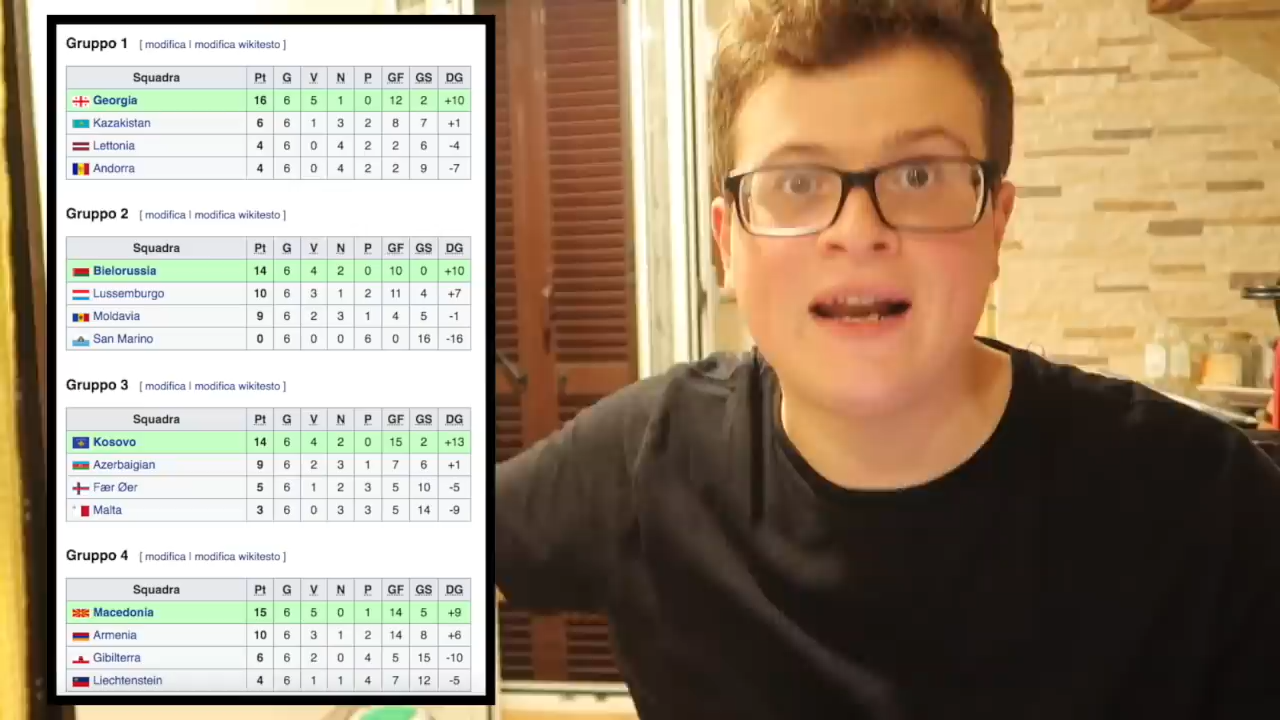 Gruppo 1 [ modifica | modifica wikitesto ]
Squadra Pt G V N P GF GS DG
Georgia 16 6 5 1 0 12 2 +10
Kazakistan 6 6 1 3 2 8 7 +1
Lettonia 4 6 0 4 2 2 6 -4
Andorra 4 6 0 4 2 2 9 -7
Gruppo 2 [ modifica | modifica wikitesto ]
Squadra Pt G V N P GF GS DG
Bielorussia 14 6 4 2 0 10 0 +10
Lussemburgo 10 6 3 1 2 11 4 +7
Moldavia 9 6 2 3 1 4 5 -1
San Marino 0 6 0 0 6 0 16 -16
Gruppo 3 [ modifica | modifica wikitesto ]
Squadra Pt G V N P GF GS DG
Kosovo 14 6 4 2 0 15 2 +13
Azerbaigian 9 6 2 3 1 7 6 +1
Fær Øer 5 6 1 2 3 5 10 -5
Malta 3 6 0 3 3 5 14 -9
Gruppo 4 [ modifica | modifica wikitesto ]
Squadra Pt G V N P GF GS DG
Macedonia 15 6 5 0 1 14 5 +9
Armenia 10 6 3 1 2 14 8 +6
Gibilterra 6 6 2 0 4 5 15 -10
Liechtenstein 4 6 1 1 4 7 12 -5